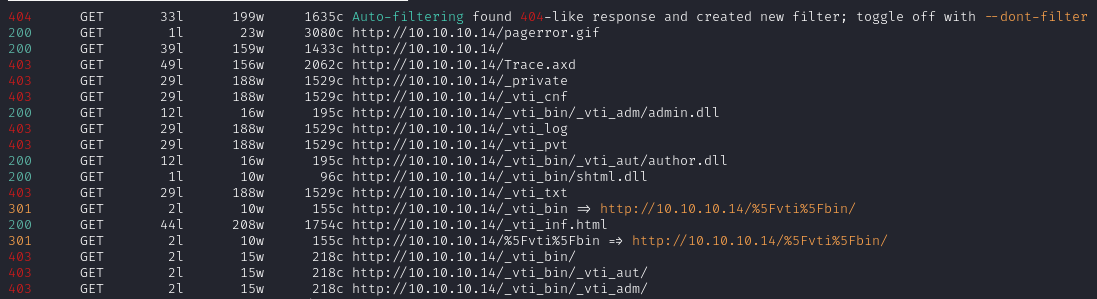 404 GET 33l 199w 1635c Auto-filtering found 404-like response and created new filter; toggle off with --dont-filter
200 GET 1l 23w 3080c http://10.10.10.14/pagerror.gif
200 GET 39l 159w 1433c http://10.10.10.14/
403 GET 49l 156w 2062c http://10.10.10.14/Trace.axd
403 GET 29l 188w 1529c http://10.10.10.14/_private
403 GET 29l 188w 1529c http://10.10.10.14/_vti_cnf
200 GET 12l 16w 195c http://10.10.10.14/_vti_bin/_vti_adm/admin.dll
403 GET 29l 188w 1529c http://10.10.10.14/_vti_log
403 GET 29l 188w 1529c http://10.10.10.14/_vti_pvt
200 GET 12l 16w 195c http://10.10.10.14/_vti_bin/_vti_aut/author.dll
200 GET 1l 10w 96c http://10.10.10.14/_vti_bin/shtml.dll
403 GET 29l 188w 1529c http://10.10.10.14/_vti_txt
301 GET 2l 10w 155c http://10.10.10.14/_vti_bin => http://10.10.10.14/%5Fvti%5Fbin/
200 GET 44l 208w 1754c http://10.10.10.14/_vti_inf.html
301 GET 2l 10w 155c http://10.10.10.14/%5Fvti%5Fbin => http://10.10.10.14/%5Fvti%5Fbin/
403 GET 2l 15w 218c http://10.10.10.14/_vti_bin/
403 GET 2l 15w 218c http://10.10.10.14/_vti_bin/_vti_aut/
403 GET 2l 15w 218c http://10.10.10.14/_vti_bin/_vti_adm/